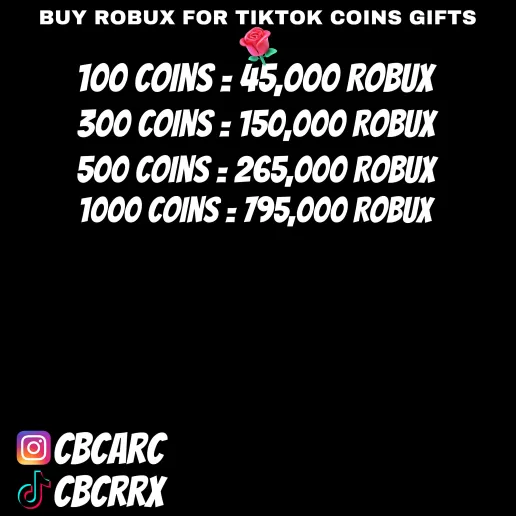 BUY ROBUX FOR TIKTOK COINS GIFTS
100 COINS = 45,000 ROBUX
300 COINS = 150,000 ROBUX
500 COINS = 265,000 ROBUX
1000 COINS = 795,000 ROBUX
CBCARC
CBCRRX